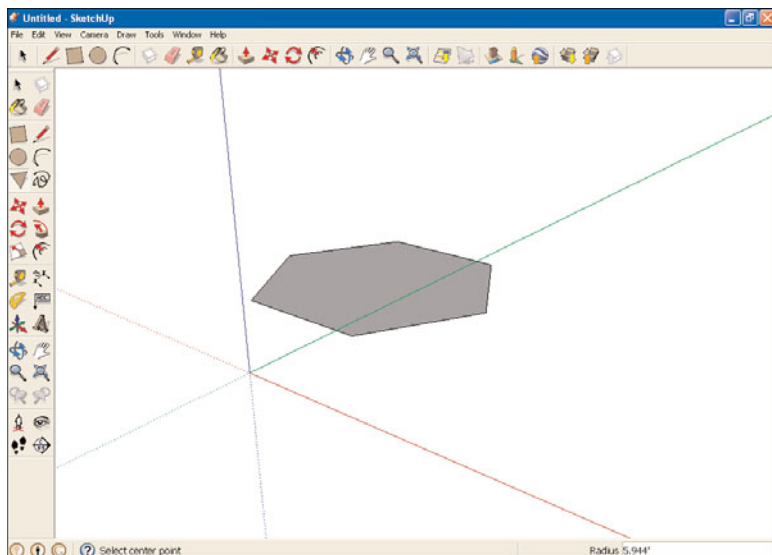 Untitled - SketchUp
File Edit View Camera Draw Tools Window Help
Select center point
Radius 5.944'